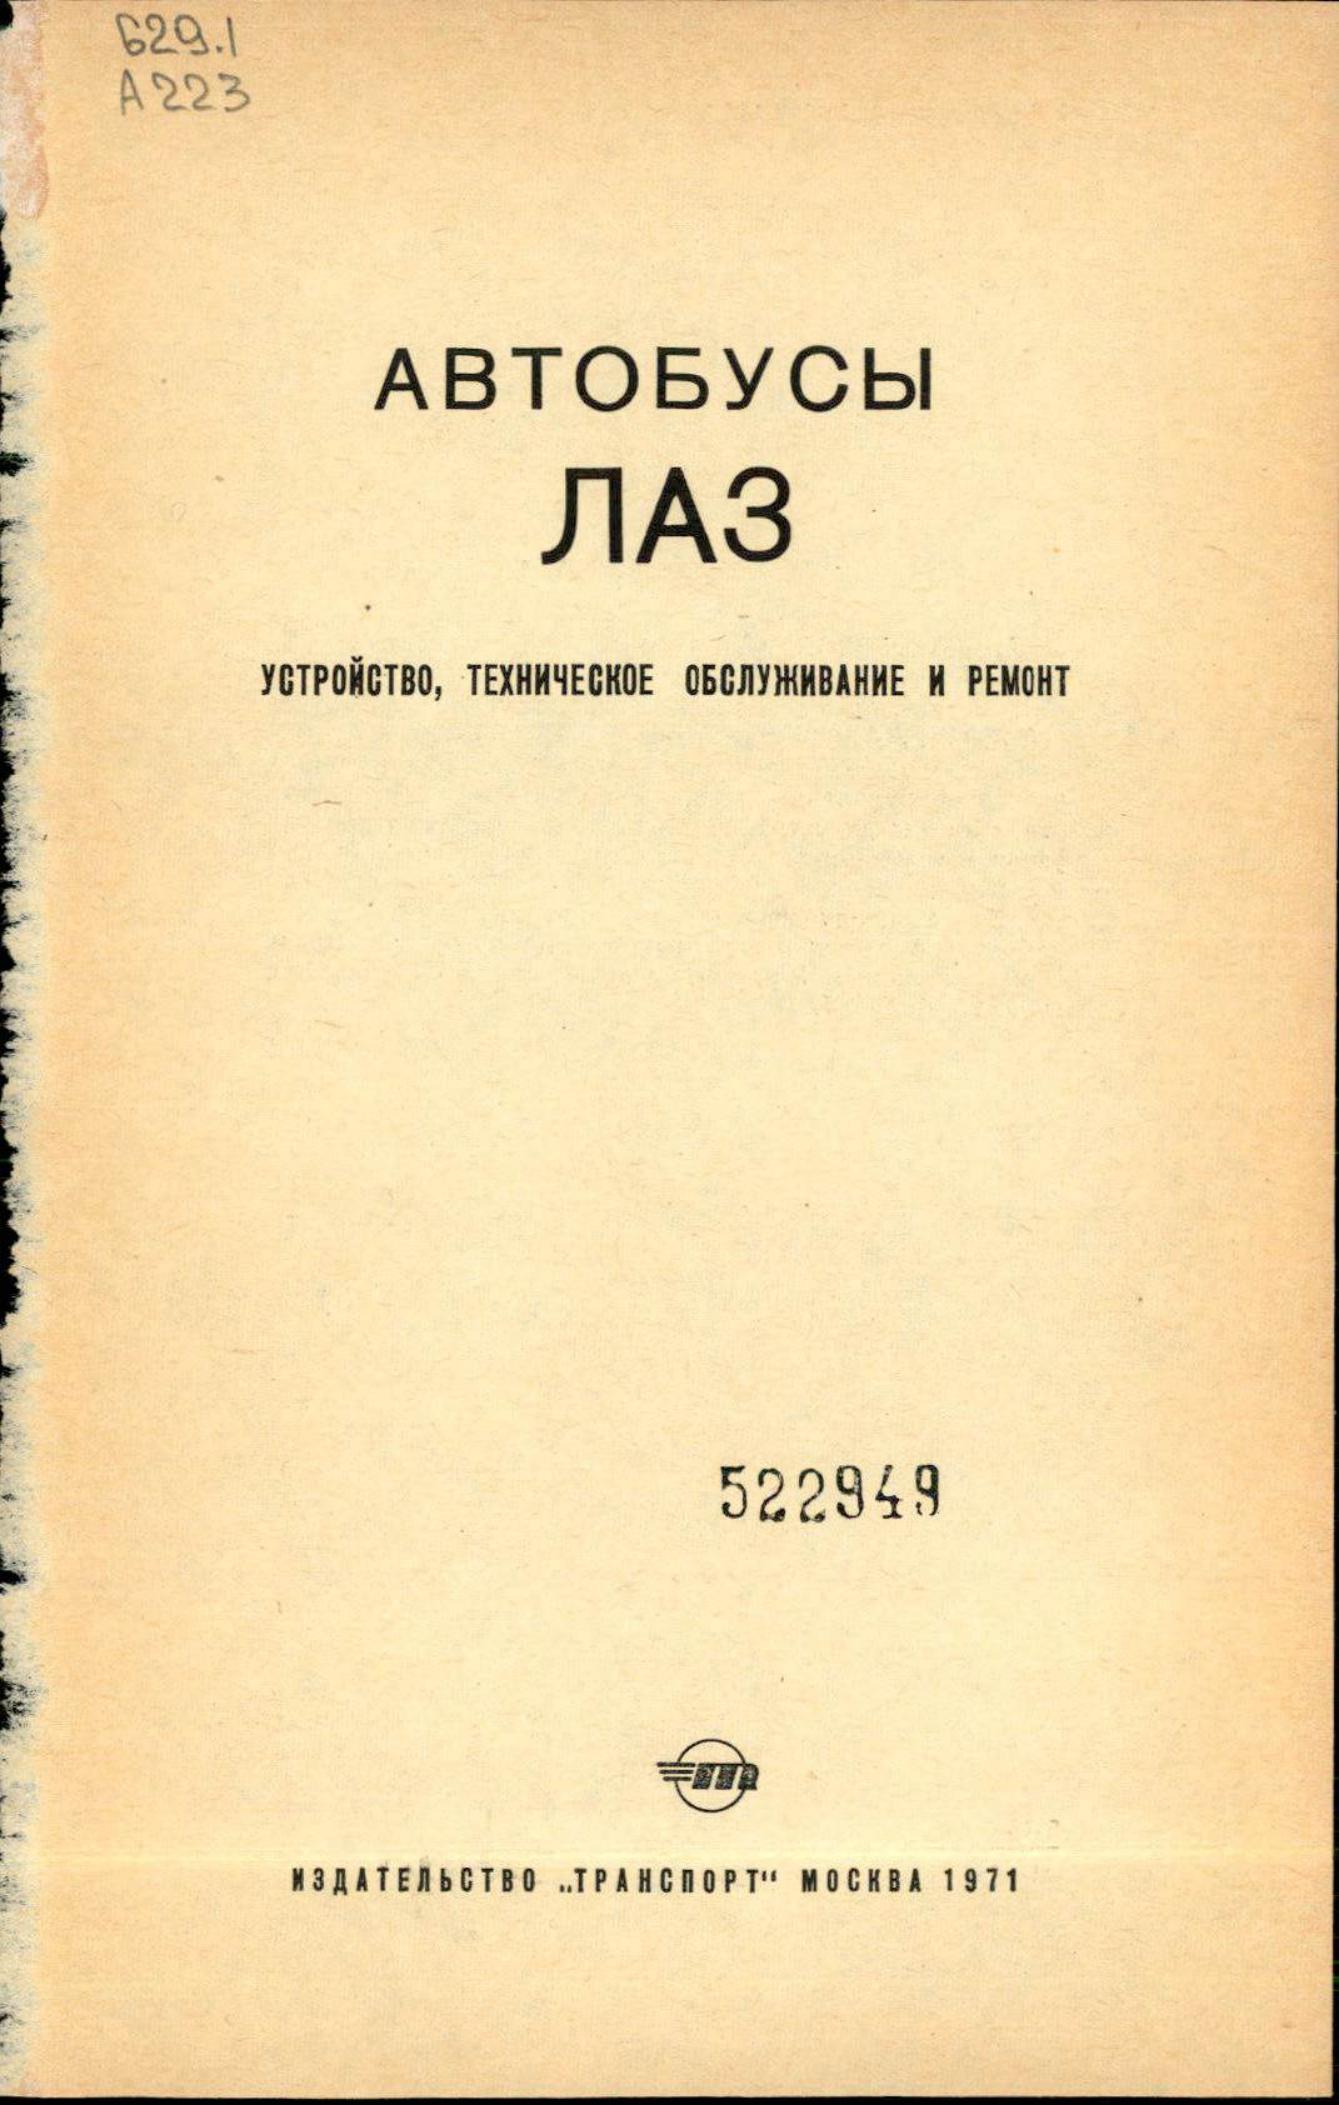 629.1
А223
АВТОБУСЫ
ЛАЗ
УСТРОЙСТВО, ТЕХНИЧЕСКОЕ ОБСЛУЖИВАНИЕ И РЕМОНТ
522949
т
ИЗДАТЕЛЬСТВО „ТРАНСПОРТ“ МОСКВА 1971